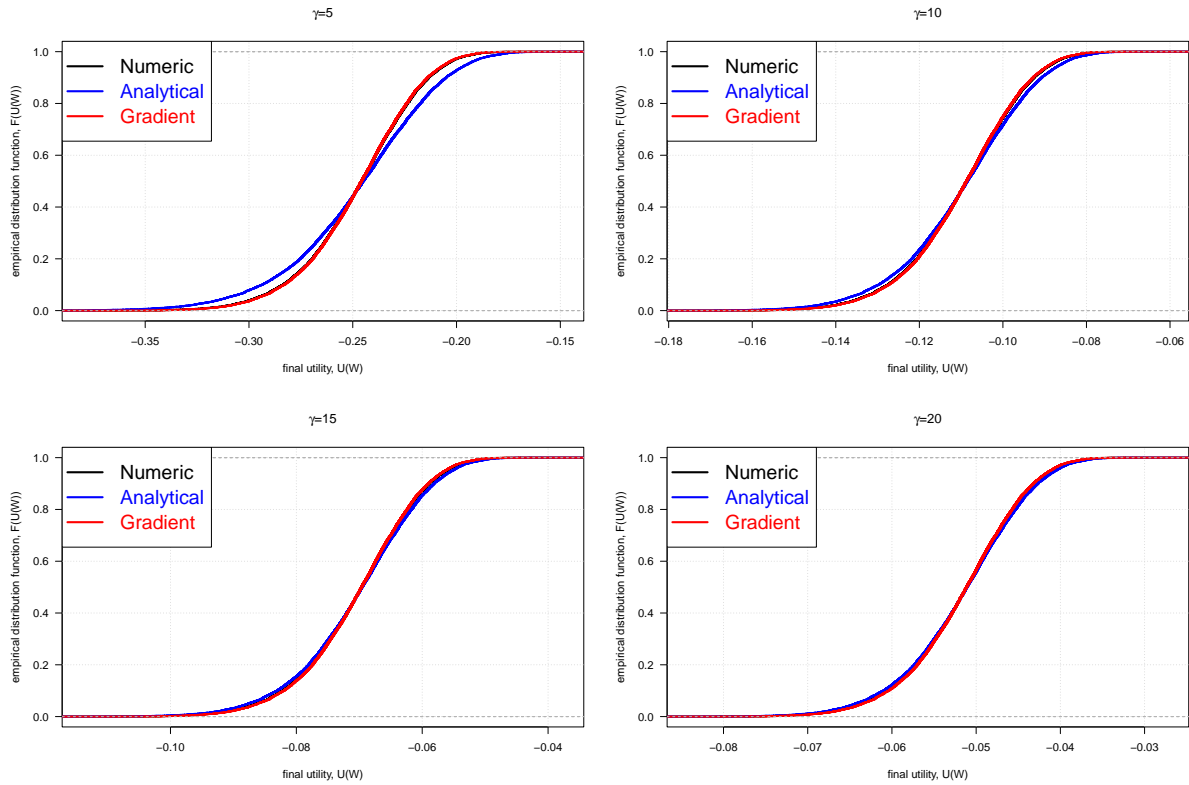 γ=5
Numeric
Analytical
Gradient
empirical distribution function, F(U(W))
1.0
0.8
0.6
0.4
0.2
0.0
−0.35 −0.30 −0.25 −0.20 −0.15
final utility, U(W)
γ=10
Numeric
Analytical
Gradient
empirical distribution function, F(U(W))
1.0
0.8
0.6
0.4
0.2
0.0
−0.18 −0.16 −0.14 −0.12 −0.10 −0.08 −0.06
final utility, U(W)
γ=15
Numeric
Analytical
Gradient
empirical distribution function, F(U(W))
1.0
0.8
0.6
0.4
0.2
0.0
−0.10 −0.08 −0.06 −0.04
final utility, U(W)
γ=20
Numeric
Analytical
Gradient
empirical distribution function, F(U(W))
1.0
0.8
0.6
0.4
0.2
0.0
−0.08 −0.07 −0.06 −0.05 −0.04 −0.03
final utility, U(W)